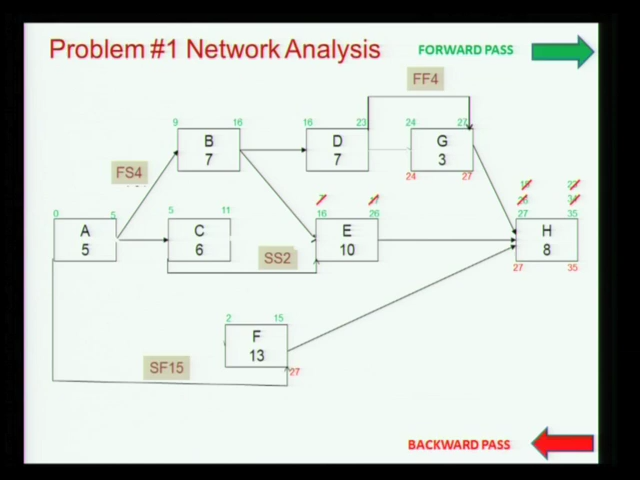 Problem #1 Network Analysis
FORWARD PASS
FF4
9 16
B
7
16 23
D
7
24 27
G
3
24 27
FS4
0 5
A
5
5 11
C
6
SS2
16 26
E
10
27 35
H
8
27 35
2 15
F
13
27
SF15
BACKWARD PASS